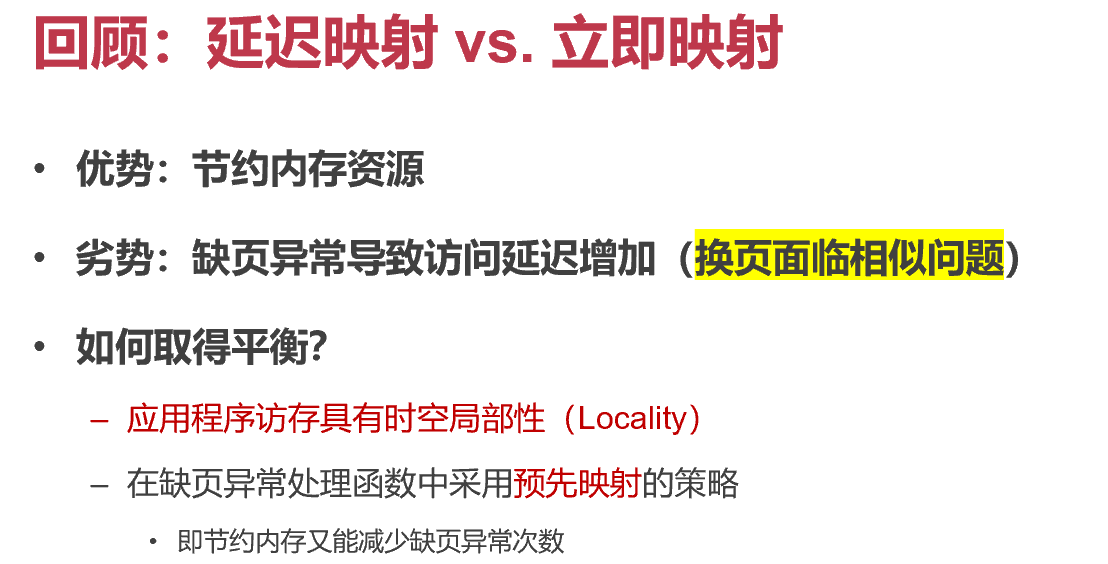 回顾：延迟映射 vs. 立即映射
• 优势：节约内存资源
• 劣势：缺页异常导致访问延迟增加（换页面临相似问题）
• 如何取得平衡？
– 应用程序访存具有时空局部性（Locality）
– 在缺页异常处理函数中采用预先映射的策略
• 即节约内存又能减少缺页异常次数